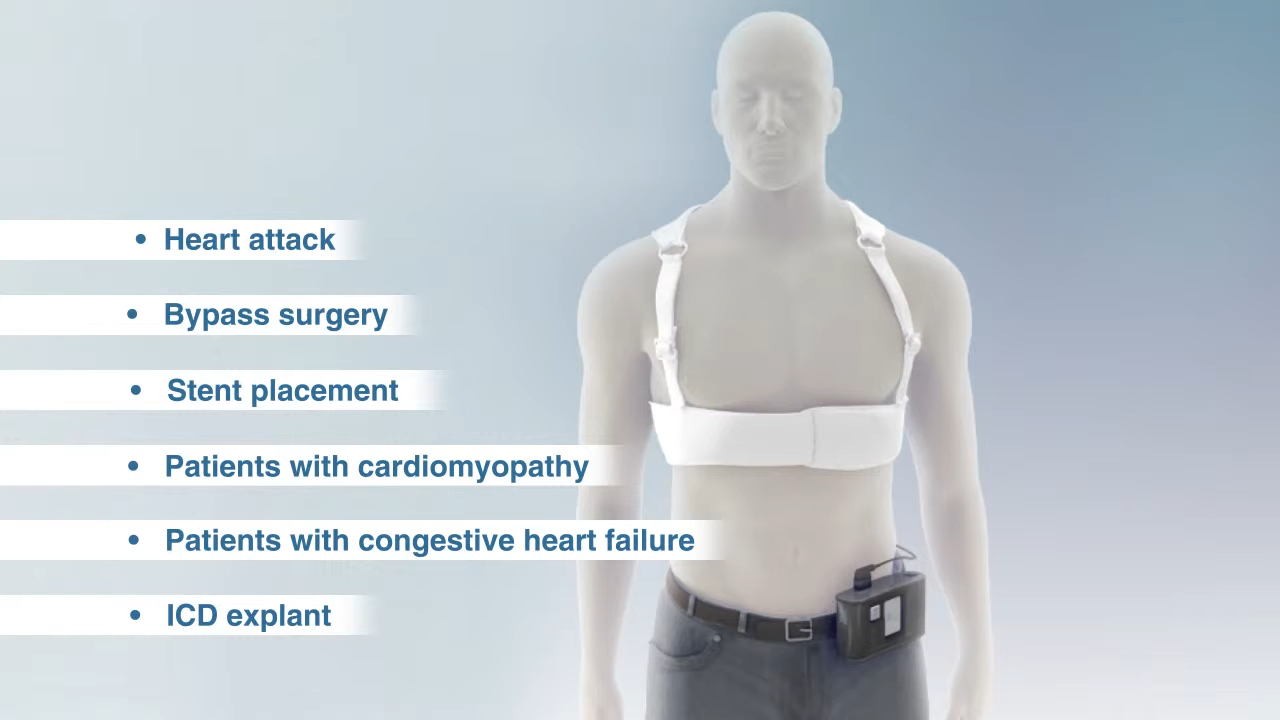 • Heart attack
• Bypass surgery
• Stent placement
• Patients with cardiomyopathy
• Patients with congestive heart failure
• ICD explant